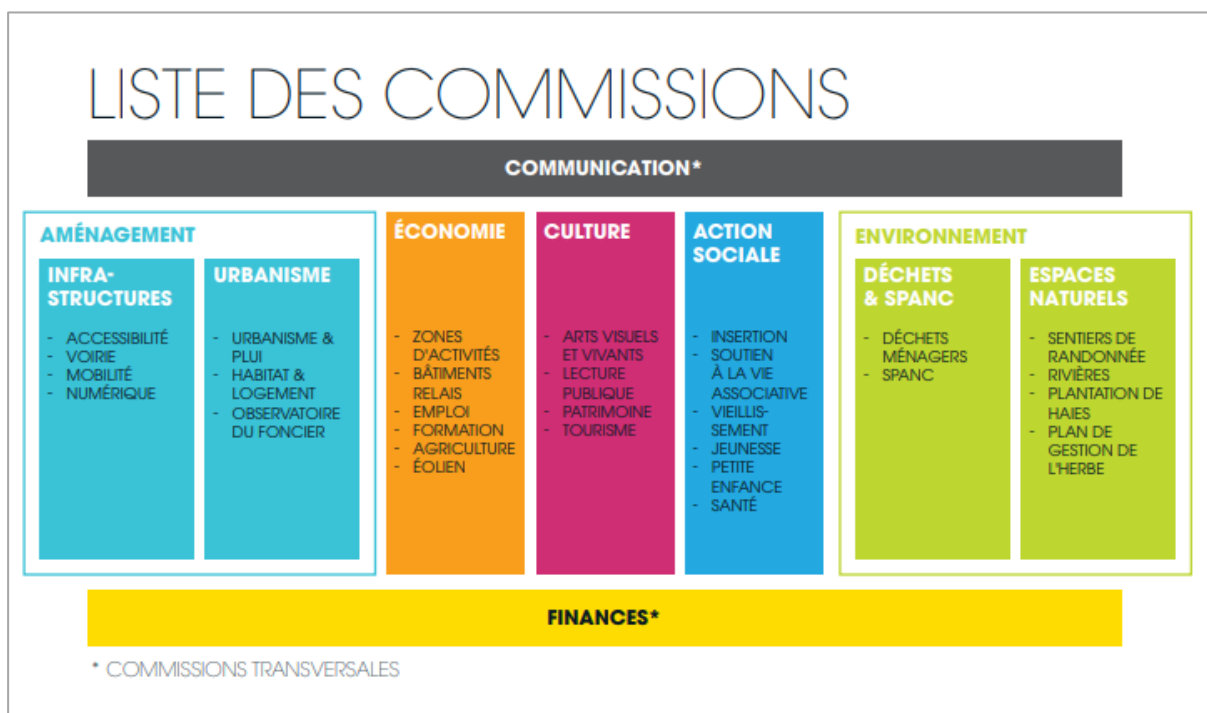 LISTE DES COMMISSIONS
COMMUNICATION*
AMÉNAGEMENT
INFRA-
STRUCTURES
- ACCESSIBILITÉ
- VOIRIE
- MOBILITÉ
- NUMÉRIQUE
URBANISME
- URBANISME &
PLUI
- HABITAT &
LOGEMENT
- OBSERVATOIRE
DU FONCIER
ÉCONOMIE
- ZONES
D'ACTIVITÉS
- BÂTIMENTS
RELAIS
- EMPLOI
- FORMATION
- AGRICULTURE
- ÉOLIEN
CULTURE
- ARTS VISUELS
ET VIVANTS
- LECTURE
PUBLIQUE
- PATRIMOINE
- TOURISME
ACTION
SOCIALE
- INSERTION
- SOUTIEN
À LA VIE
ASSOCIATIVE
- VIEILLIS-
SEMENT
- JEUNESSE
- PETITE
ENFANCE
- SANTÉ
ENVIRONNEMENT
DÉCHETS
& SPANC
- DÉCHETS
MÉNAGERS
- SPANC
ESPACES
NATURELS
- SENTIERS DE
RANDONNÉE
- RIVIÈRES
- PLANTATION DE
HAIES
- PLAN DE
GESTION DE
L'HERBE
FINANCES*
* COMMISSIONS TRANSVERSALES